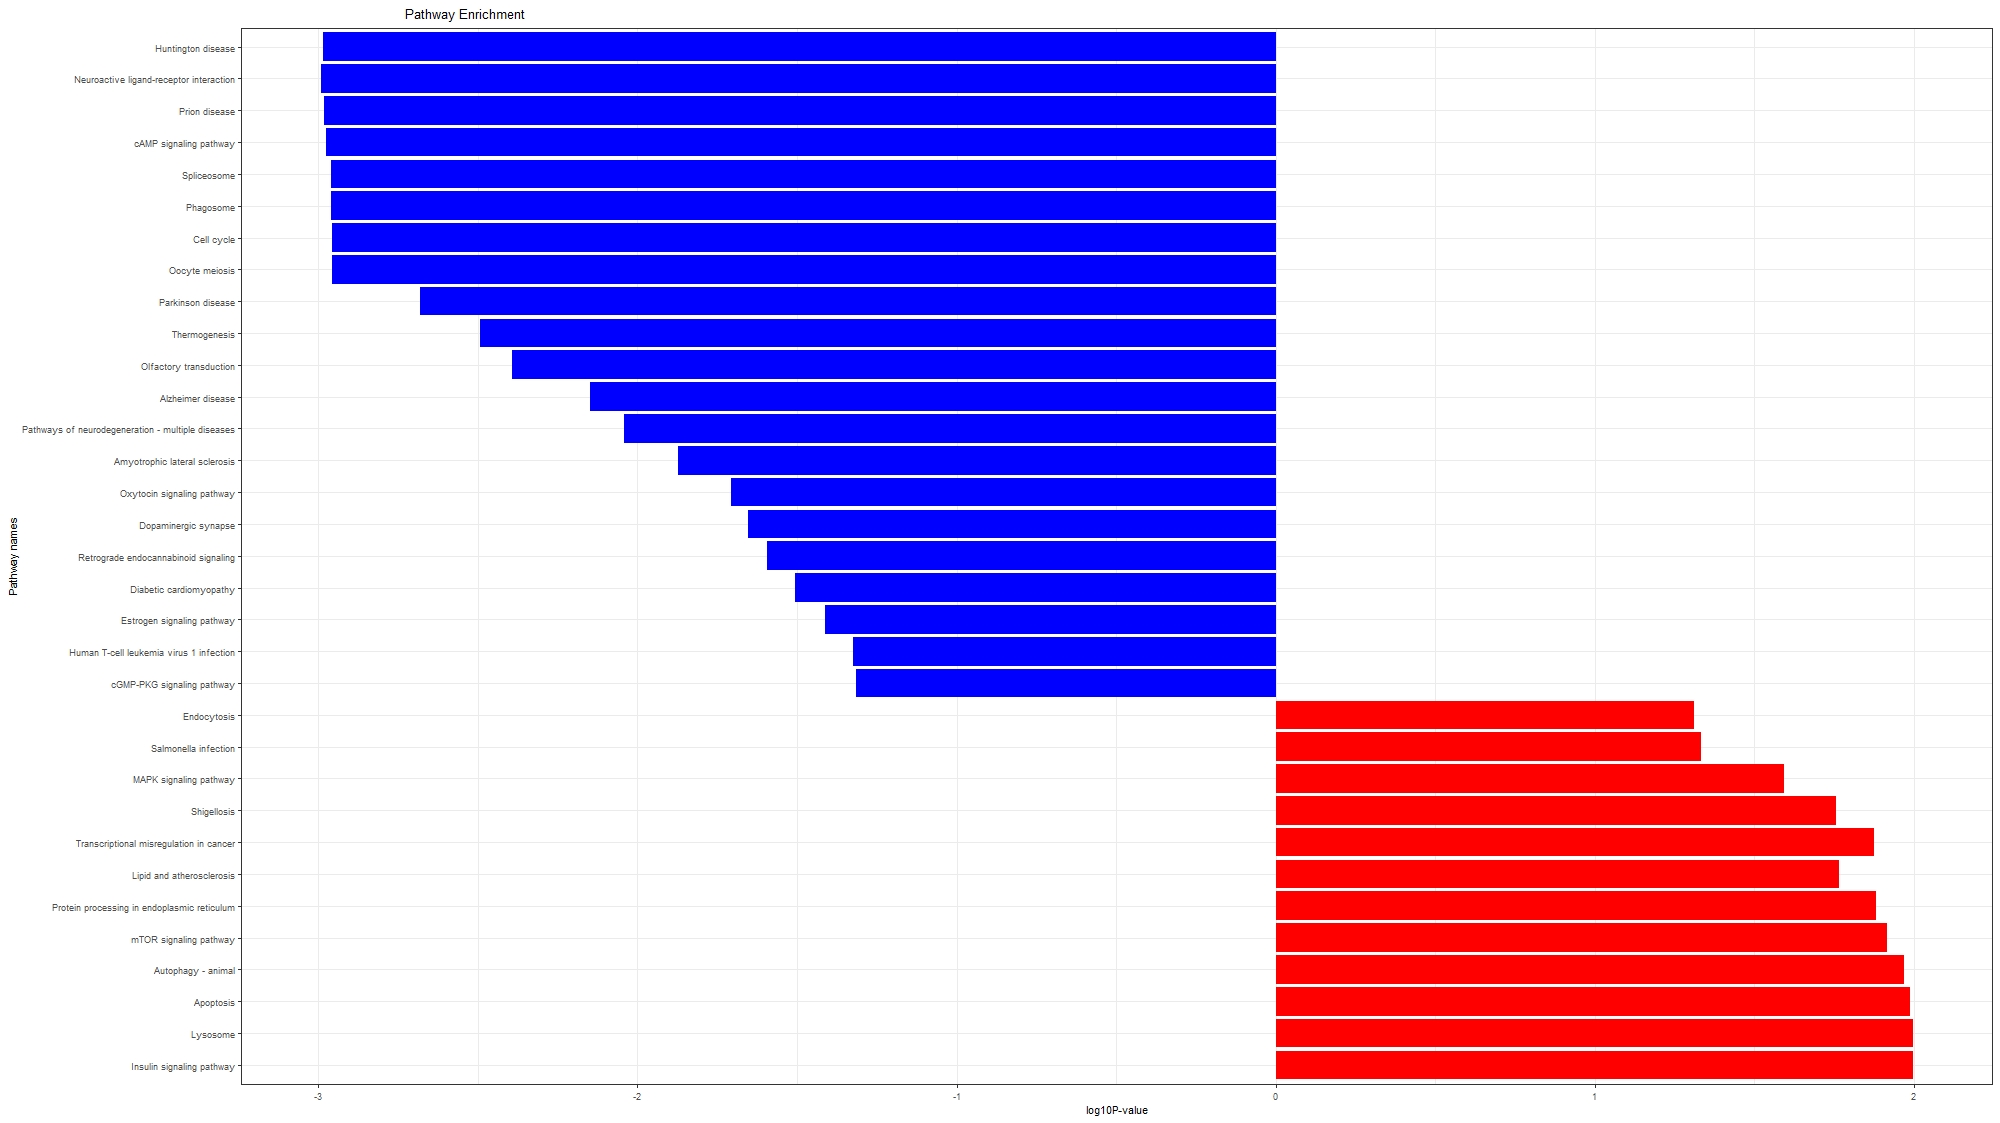 Pathway Enrichment
Huntington disease
Neuroactive ligand-receptor interaction
Prion disease
cAMP signaling pathway
Spliceosome
Phagosome
Cell cycle
Oocyte meiosis
Parkinson disease
Thermogenesis
Olfactory transduction
Alzheimer disease
Pathways of neurodegeneration - multiple diseases
Amyotrophic lateral sclerosis
Oxytocin signaling pathway
Dopaminergic synapse
Retrograde endocannabinoid signaling
Diabetic cardiomyopathy
Estrogen signaling pathway
Human T-cell leukemia virus 1 infection
cGMP-PKG signaling pathway
Endocytosis
Salmonella infection
MAPK signaling pathway
Shigellosis
Transcriptional misregulation in cancer
Lipid and atherosclerosis
Protein processing in endoplasmic reticulum
mTOR signaling pathway
Autophagy - animal
Apoptosis
Lysosome
Insulin signaling pathway
Pathway names
-3 -2 -1 0 1 2
log10P-value